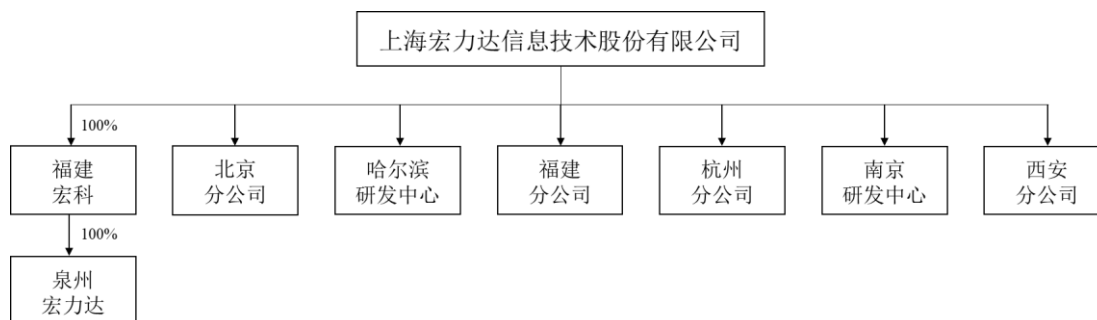 上海宏力达信息技术股份有限公司
100%
福建
宏科
北京
分公司
哈尔滨
研发中心
福建
分公司
杭州
分公司
南京
研发中心
西安
分公司
100%
泉州
宏力达